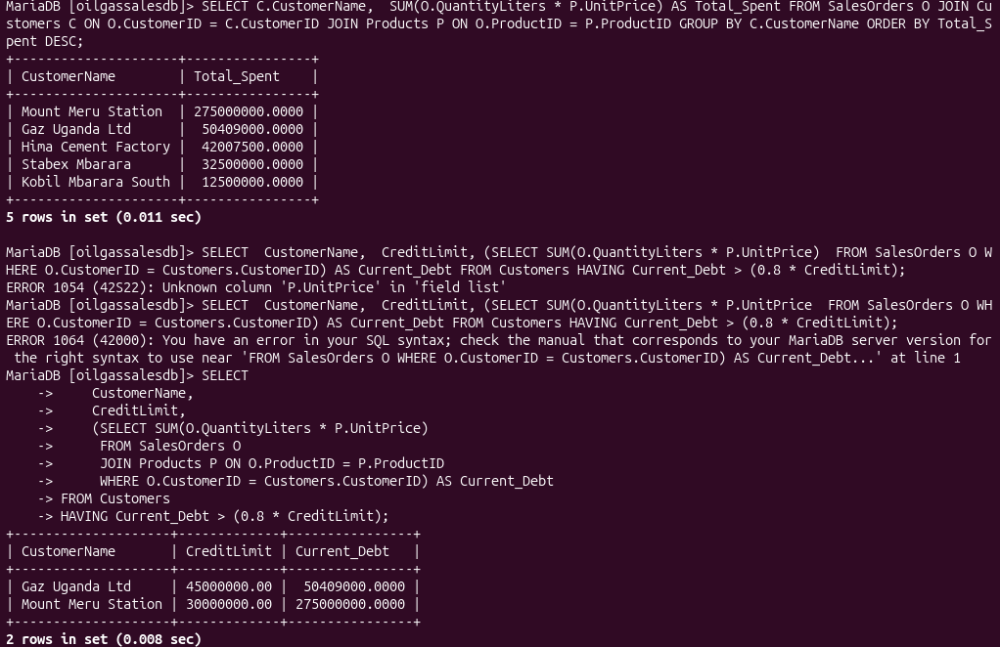 MariaDB [oilgassalesdb]> SELECT C.CustomerName,  SUM(O.QuantityLiters * P.UnitPrice) AS Total_Spent FROM SalesOrders O JOIN Cu
stomers C ON O.CustomerID = C.CustomerID JOIN Products P ON O.ProductID = P.ProductID GROUP BY C.CustomerName ORDER BY Total_S
pent DESC;
+---------------------+----------------+
| CustomerName        | Total_Spent    |
+---------------------+----------------+
| Mount Meru Station  | 275000000.0000 |
| Gaz Uganda Ltd      |  50409000.0000 |
| Hima Cement Factory |  42007500.0000 |
| Stabex Mbarara      |  32500000.0000 |
| Kobil Mbarara South |  12500000.0000 |
+---------------------+----------------+
5 rows in set (0.011 sec)

MariaDB [oilgassalesdb]> SELECT  CustomerName,  CreditLimit, (SELECT SUM(O.QuantityLiters * P.UnitPrice)  FROM SalesOrders O W
HERE O.CustomerID = Customers.CustomerID) AS Current_Debt FROM Customers HAVING Current_Debt > (0.8 * CreditLimit);
ERROR 1054 (42S22): Unknown column 'P.UnitPrice' in 'field list'
MariaDB [oilgassalesdb]> SELECT  CustomerName,  CreditLimit, (SELECT SUM(O.QuantityLiters * P.UnitPrice  FROM SalesOrders O WH
ERE O.CustomerID = Customers.CustomerID) AS Current_Debt FROM Customers HAVING Current_Debt > (0.8 * CreditLimit);
ERROR 1064 (42000): You have an error in your SQL syntax; check the manual that corresponds to your MariaDB server version for
 the right syntax to use near 'FROM SalesOrders O WHERE O.CustomerID = Customers.CustomerID) AS Current_Debt...' at line 1
MariaDB [oilgassalesdb]> SELECT
    ->     CustomerName,
    ->     CreditLimit,
    ->     (SELECT SUM(O.QuantityLiters * P.UnitPrice)
    ->      FROM SalesOrders O
    ->      JOIN Products P ON O.ProductID = P.ProductID
    ->      WHERE O.CustomerID = Customers.CustomerID) AS Current_Debt
    -> FROM Customers
    -> HAVING Current_Debt > (0.8 * CreditLimit);
+--------------------+-------------+----------------+
| CustomerName       | CreditLimit | Current_Debt   |
+--------------------+-------------+----------------+
| Gaz Uganda Ltd     | 45000000.00 |  50409000.0000 |
| Mount Meru Station | 30000000.00 | 275000000.0000 |
+--------------------+-------------+----------------+
2 rows in set (0.008 sec)